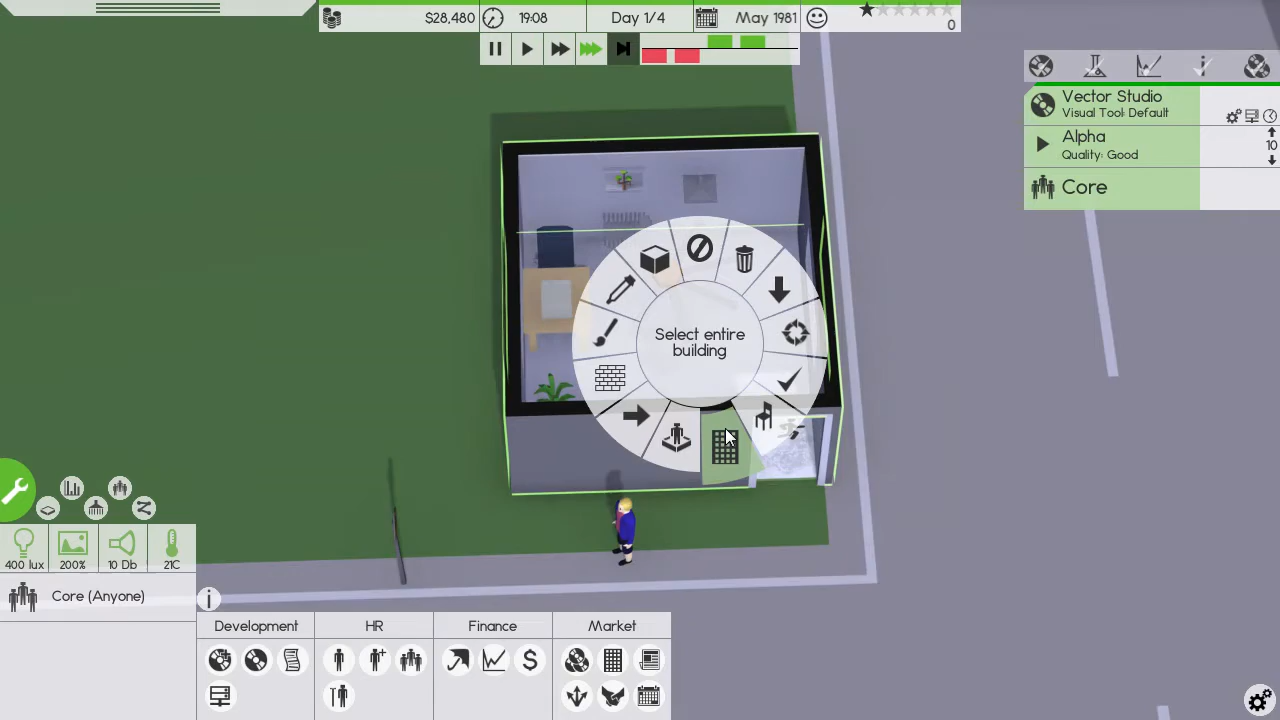 $28,480
19:08
Day 1/4
May 1981
0
Vector Studio
Visual Tool: Default
Alpha
Quality: Good
10
Core
Select entire
building
400 lux
200%
10 Db
21C
Core (Anyone)
i
Development
HR
Finance
Market